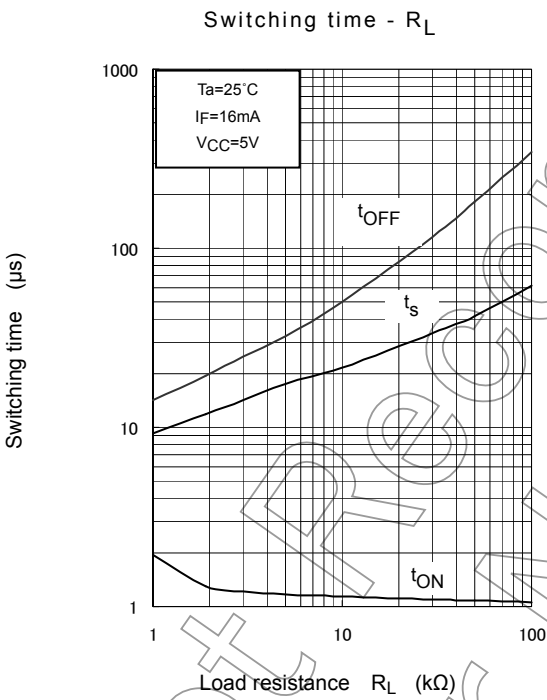 Switching time - RL
1000
Ta=25˚C
IF=16mA
VCC=5V
tOFF
100
Switching time (μs)
ts
10
tON
1
1
10
100
Load resistance RL (kΩ)